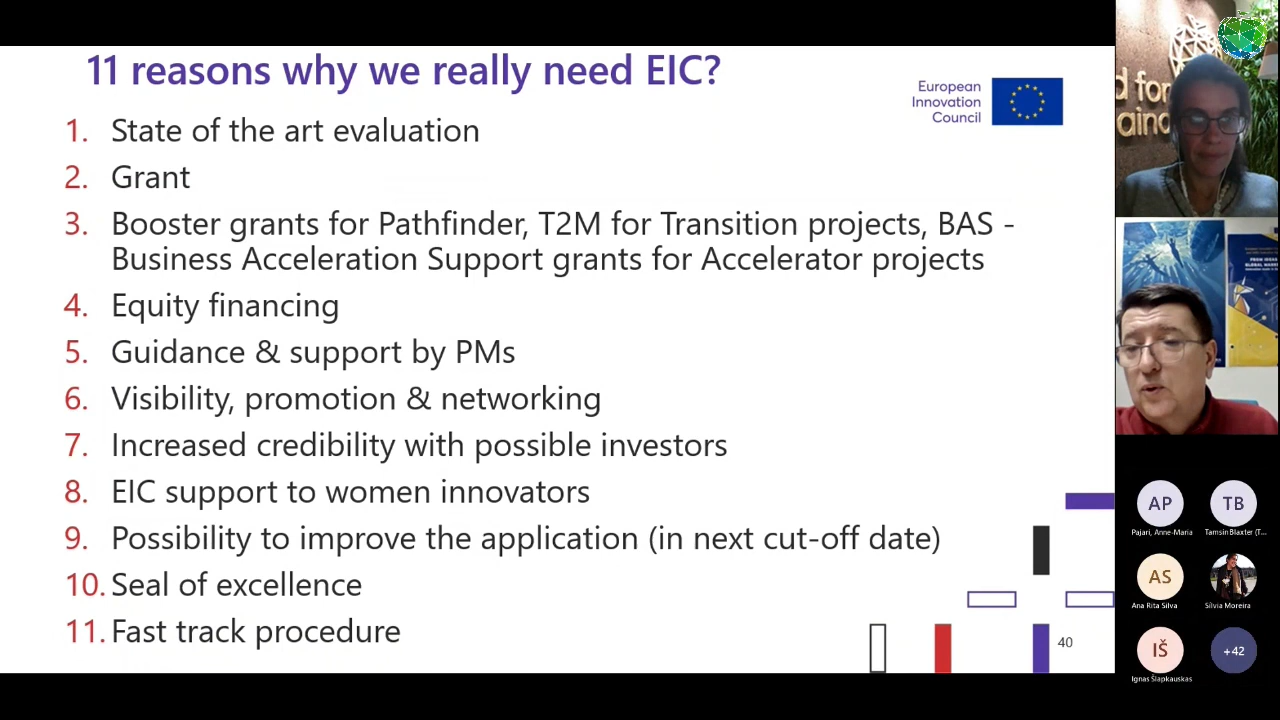 11 reasons why we really need EIC?
European
Innovation
Council
1. State of the art evaluation
2. Grant
3. Booster grants for Pathfinder, T2M for Transition projects, BAS -
Business Acceleration Support grants for Accelerator projects
4. Equity financing
5. Guidance & support by PMs
6. Visibility, promotion & networking
7. Increased credibility with possible investors
8. EIC support to women innovators
9. Possibility to improve the application (in next cut-off date)
10. Seal of excellence
11. Fast track procedure
40
d for
AP
TB
Pajari, Anne-Maria
Tamsin Blaxter (T...
AS
Ana Rita Silva
Sílvia Moreira
IŠ
+42
Ignas Šlapkauskas